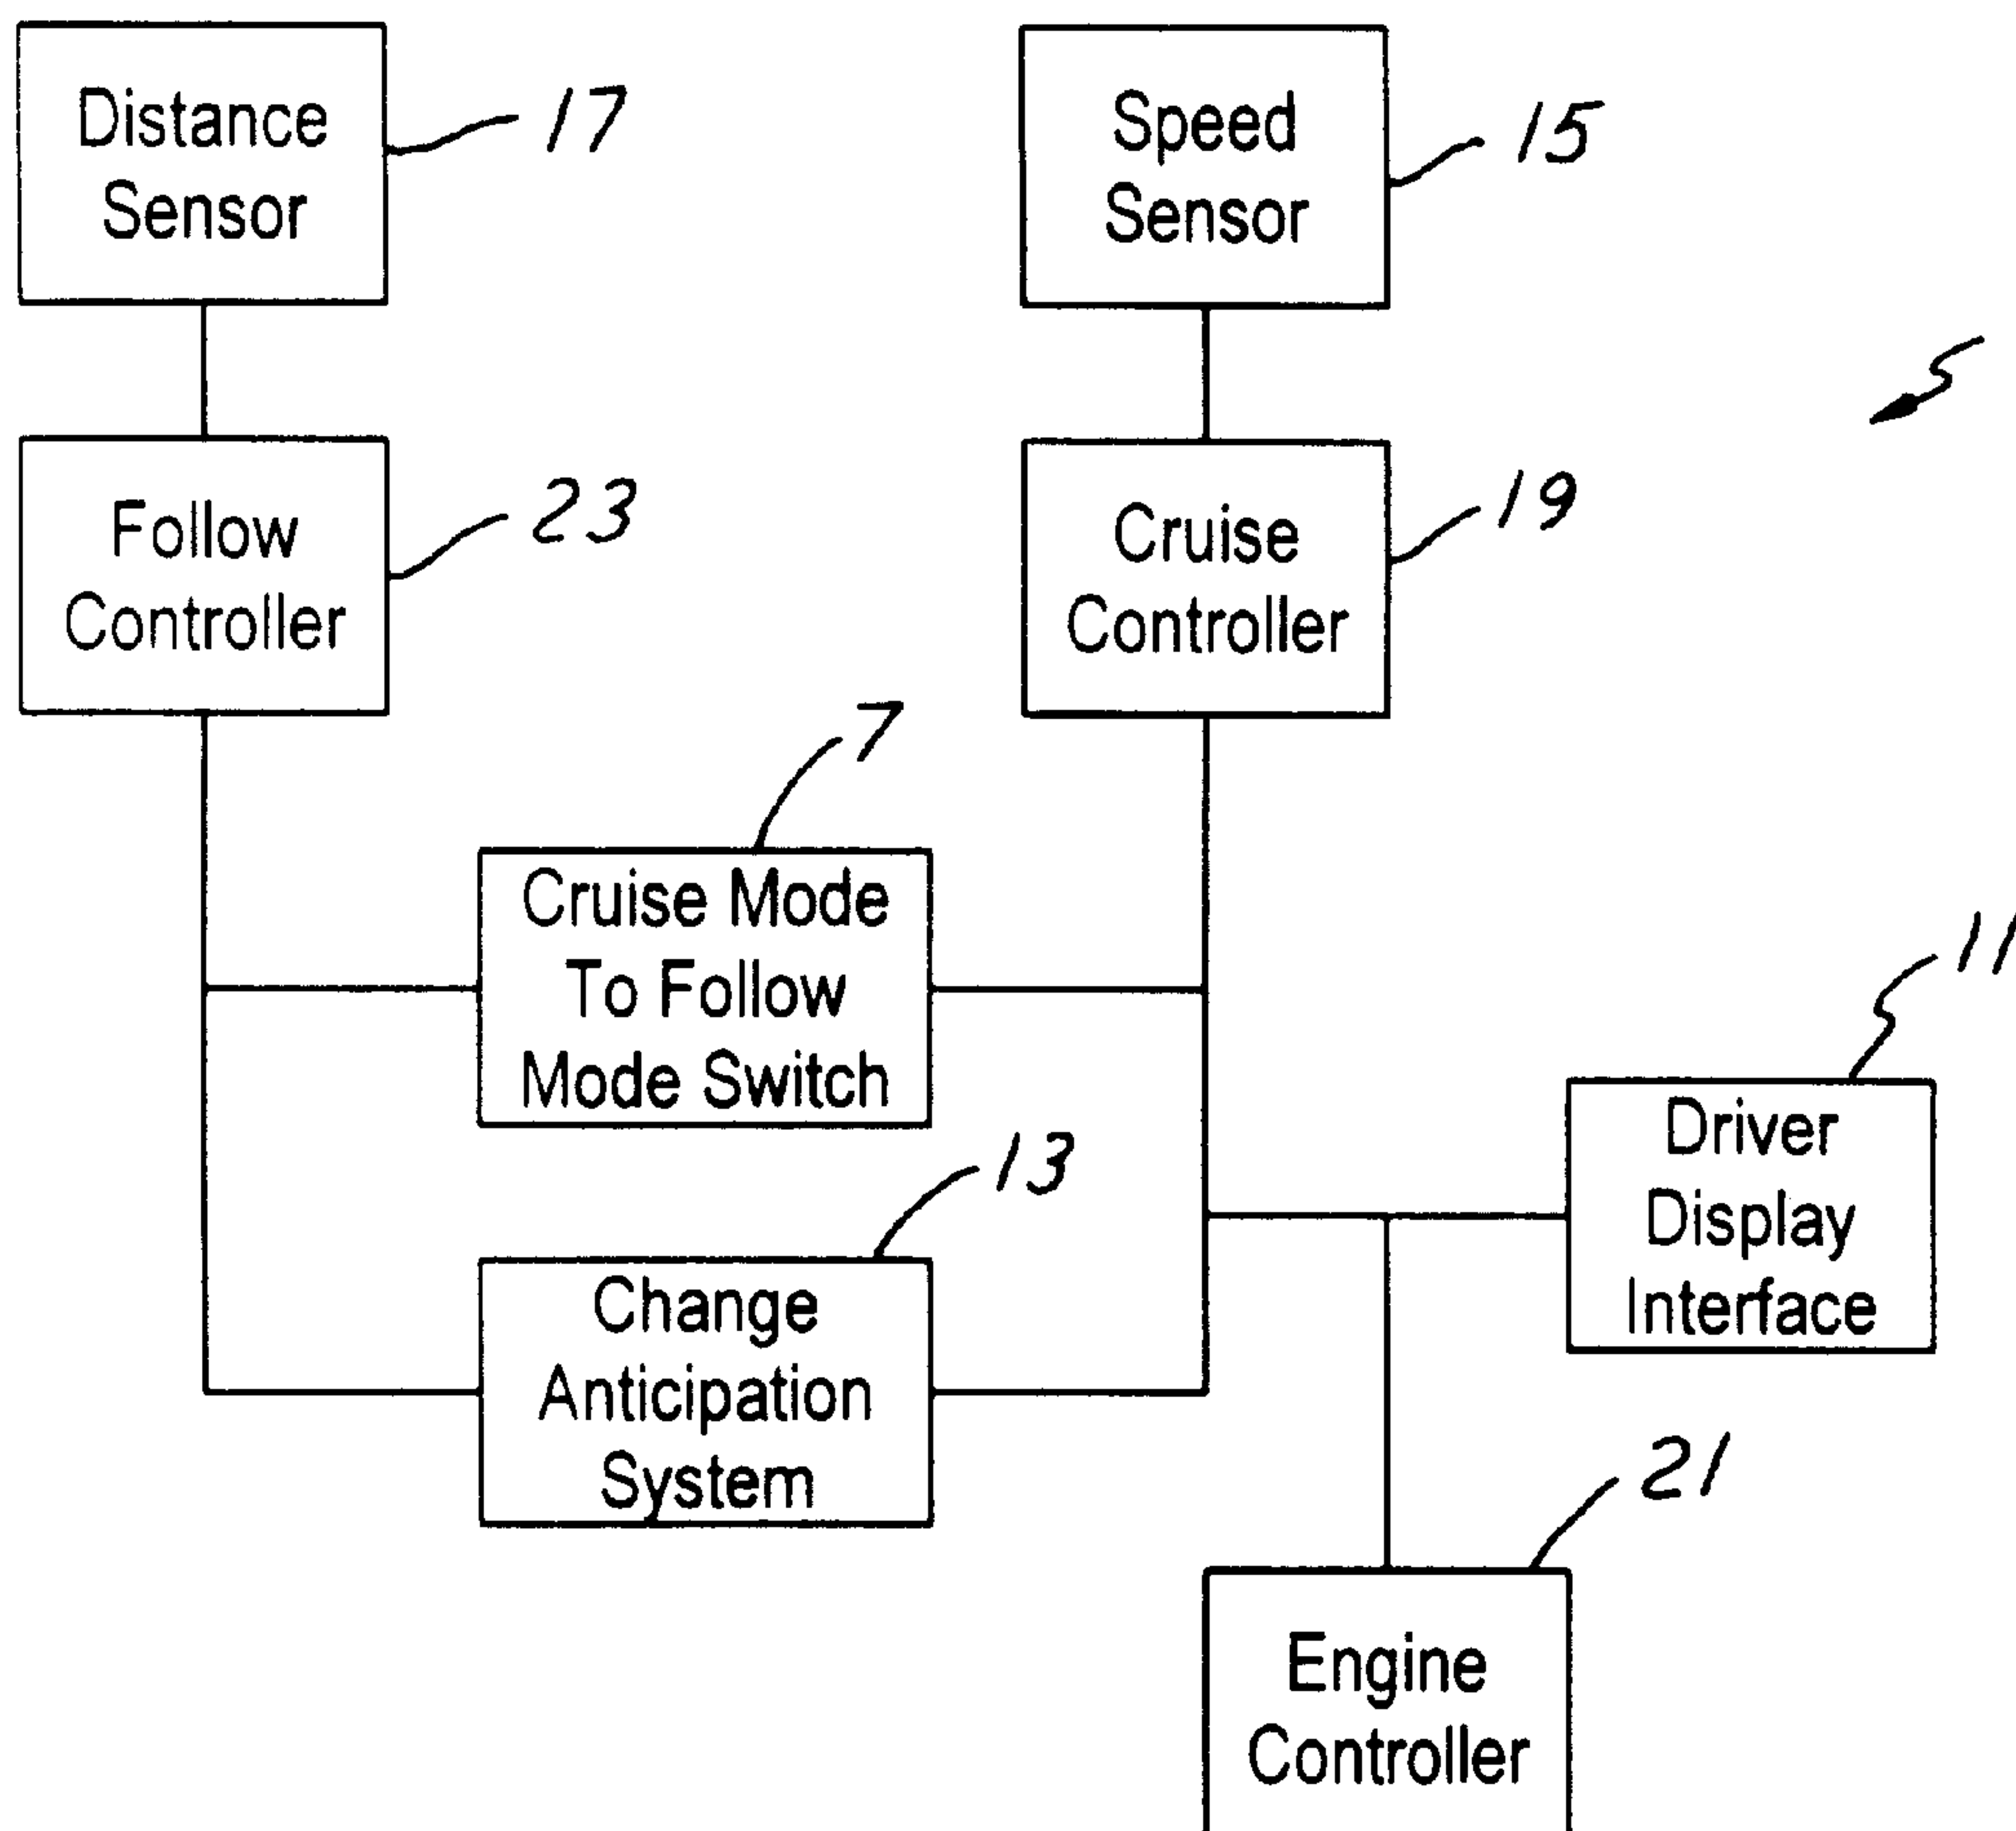 Distance
Sensor
17
Speed
Sensor
15
Follow
Controller
23
Cruise
Controller
19
7
Cruise Mode
To Follow
Mode Switch
11
Driver
Display
Interface
13
Change
Anticipation
System
21
Engine
Controller